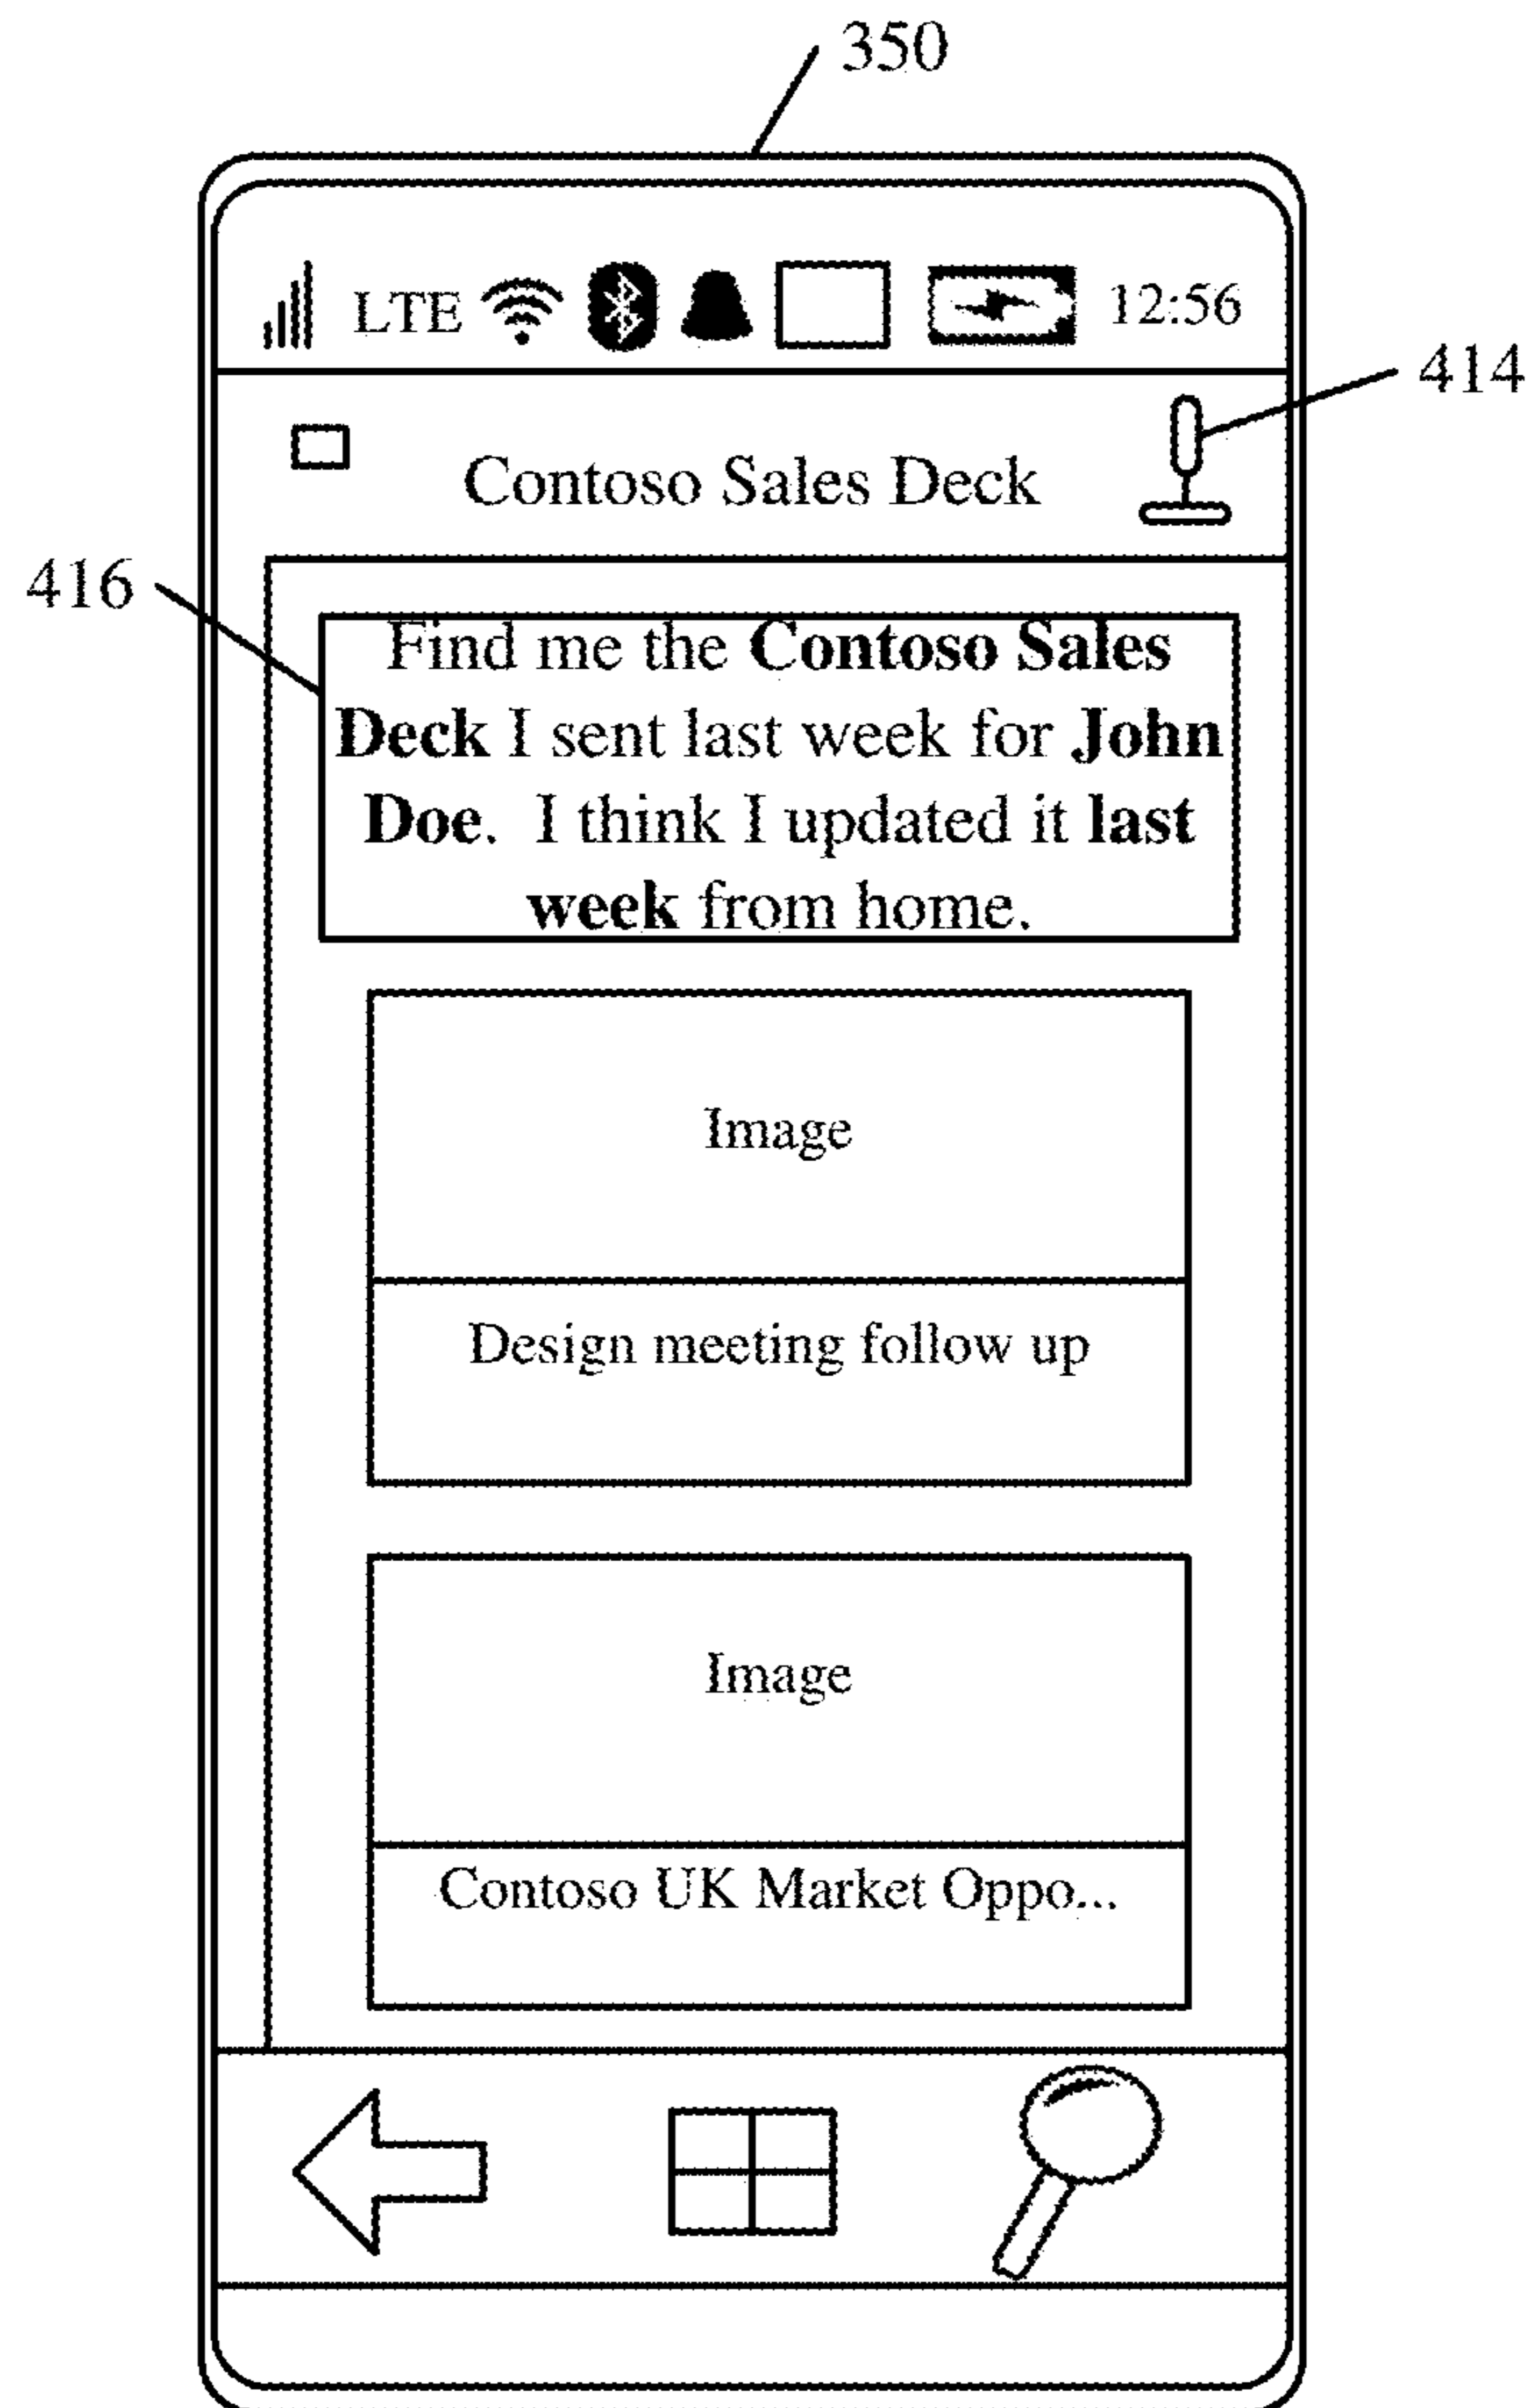 350
LTE 12:56
414
Contoso Sales Deck
416
Find me the Contoso Sales
Deck I sent last week for John
Doe. I think I updated it last
week from home.
Image
Design meeting follow up
Image
Contoso UK Market Oppo...